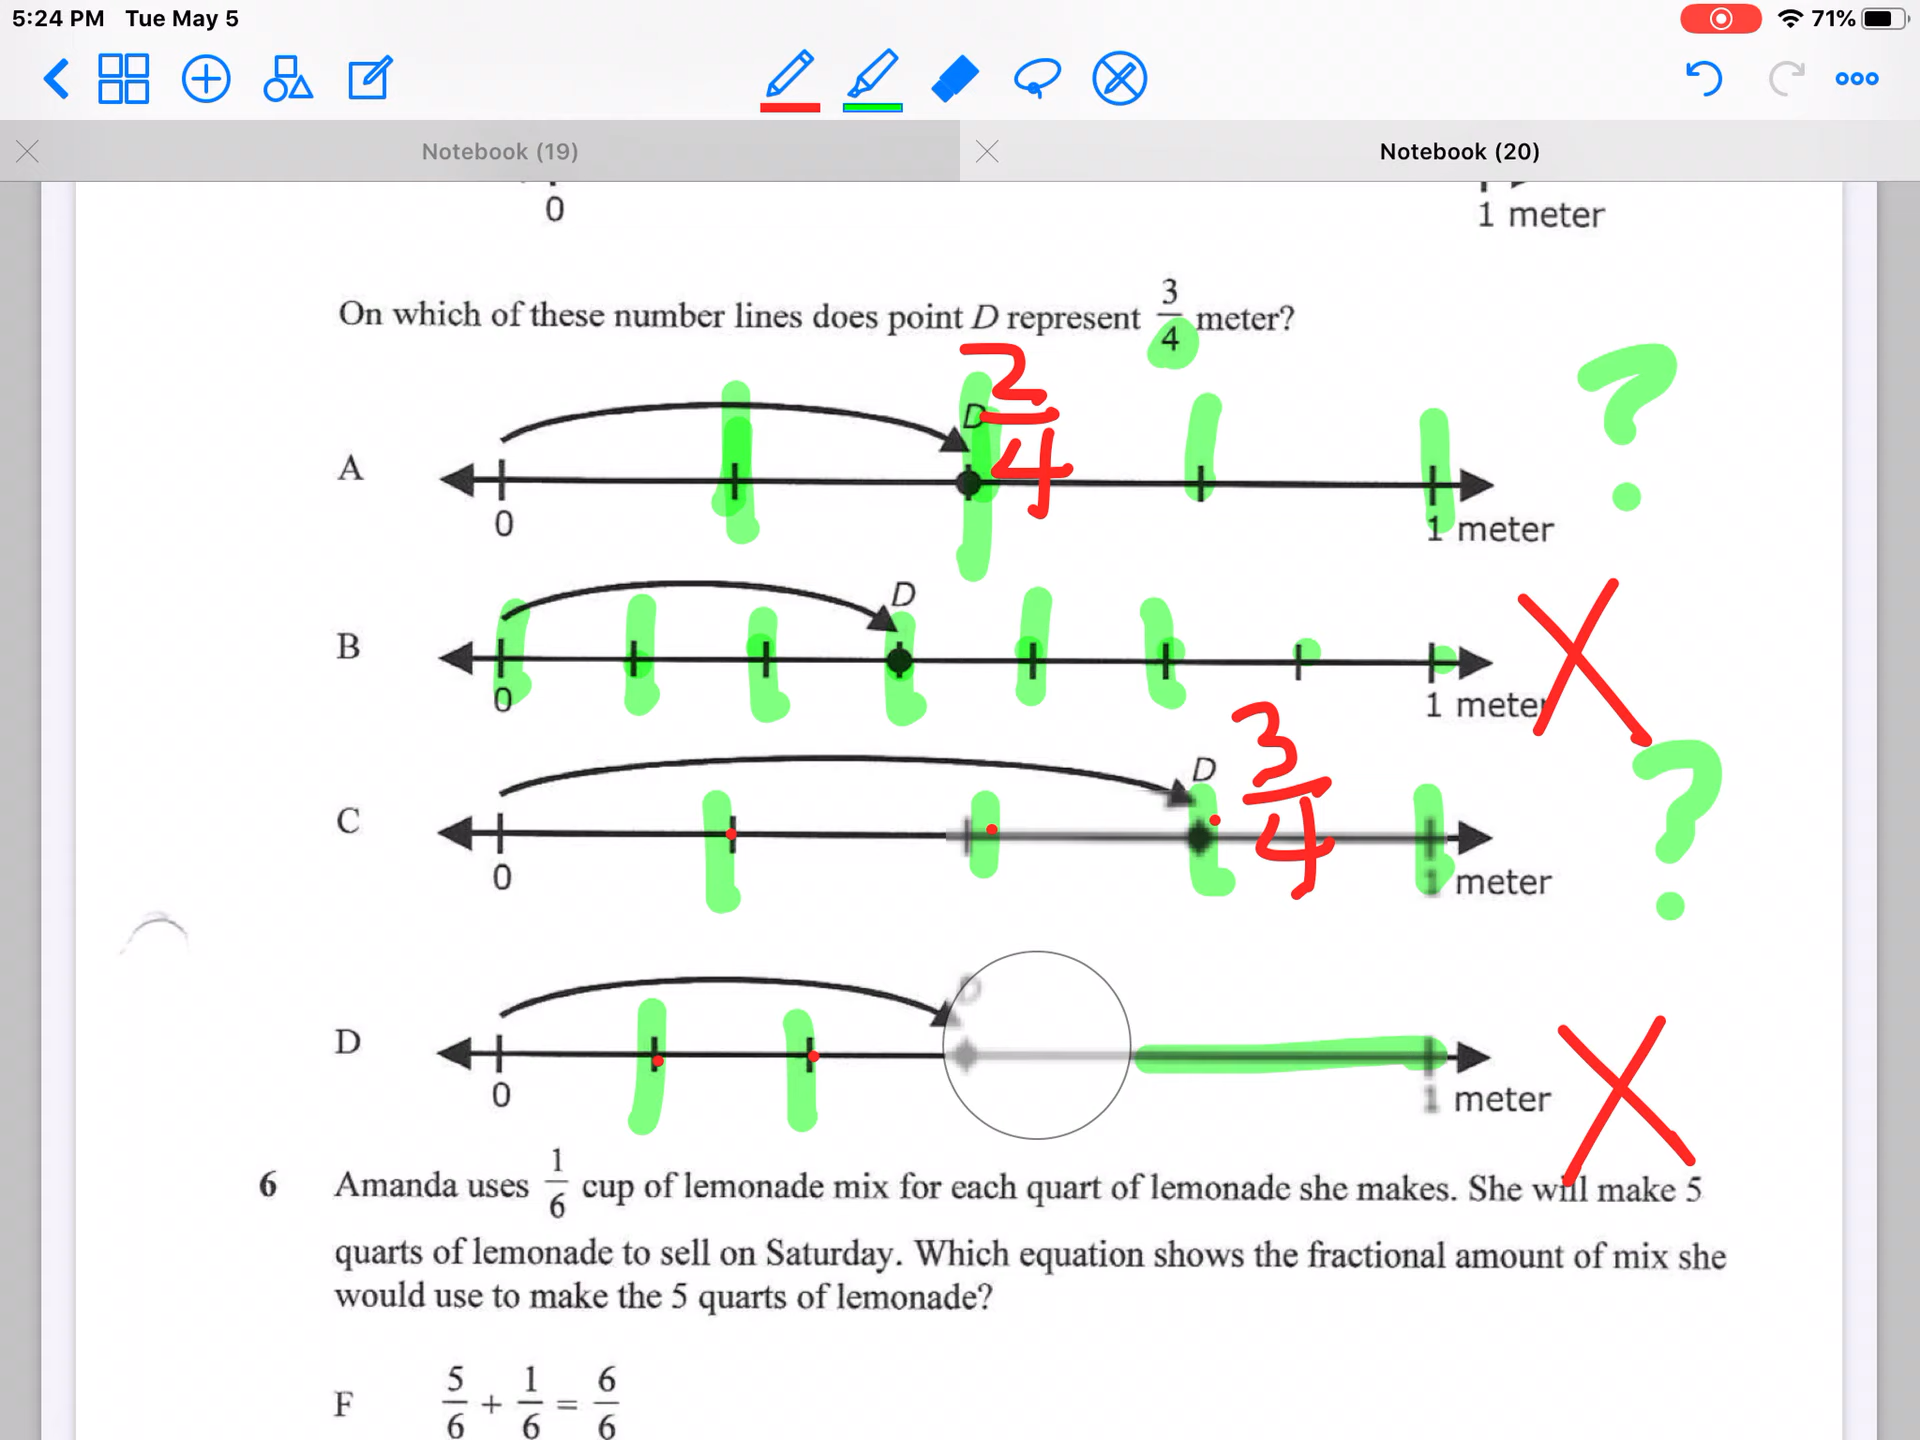 5:24 PM Tue May 5
71%
Notebook (19)
Notebook (20)
0
1 meter
On which of these number lines does point D represent 3/4 meter?
D
2/4
A
0
1 meter
D
B
0
1 meter
D
3/4
C
0
1 meter
?
?
D
D
0
1 meter
6 Amanda uses 1/6 cup of lemonade mix for each quart of lemonade she makes. She will make 5
quarts of lemonade to sell on Saturday. Which equation shows the fractional amount of mix she
would use to make the 5 quarts of lemonade?
F 5/6 + 1/6 = 6/6